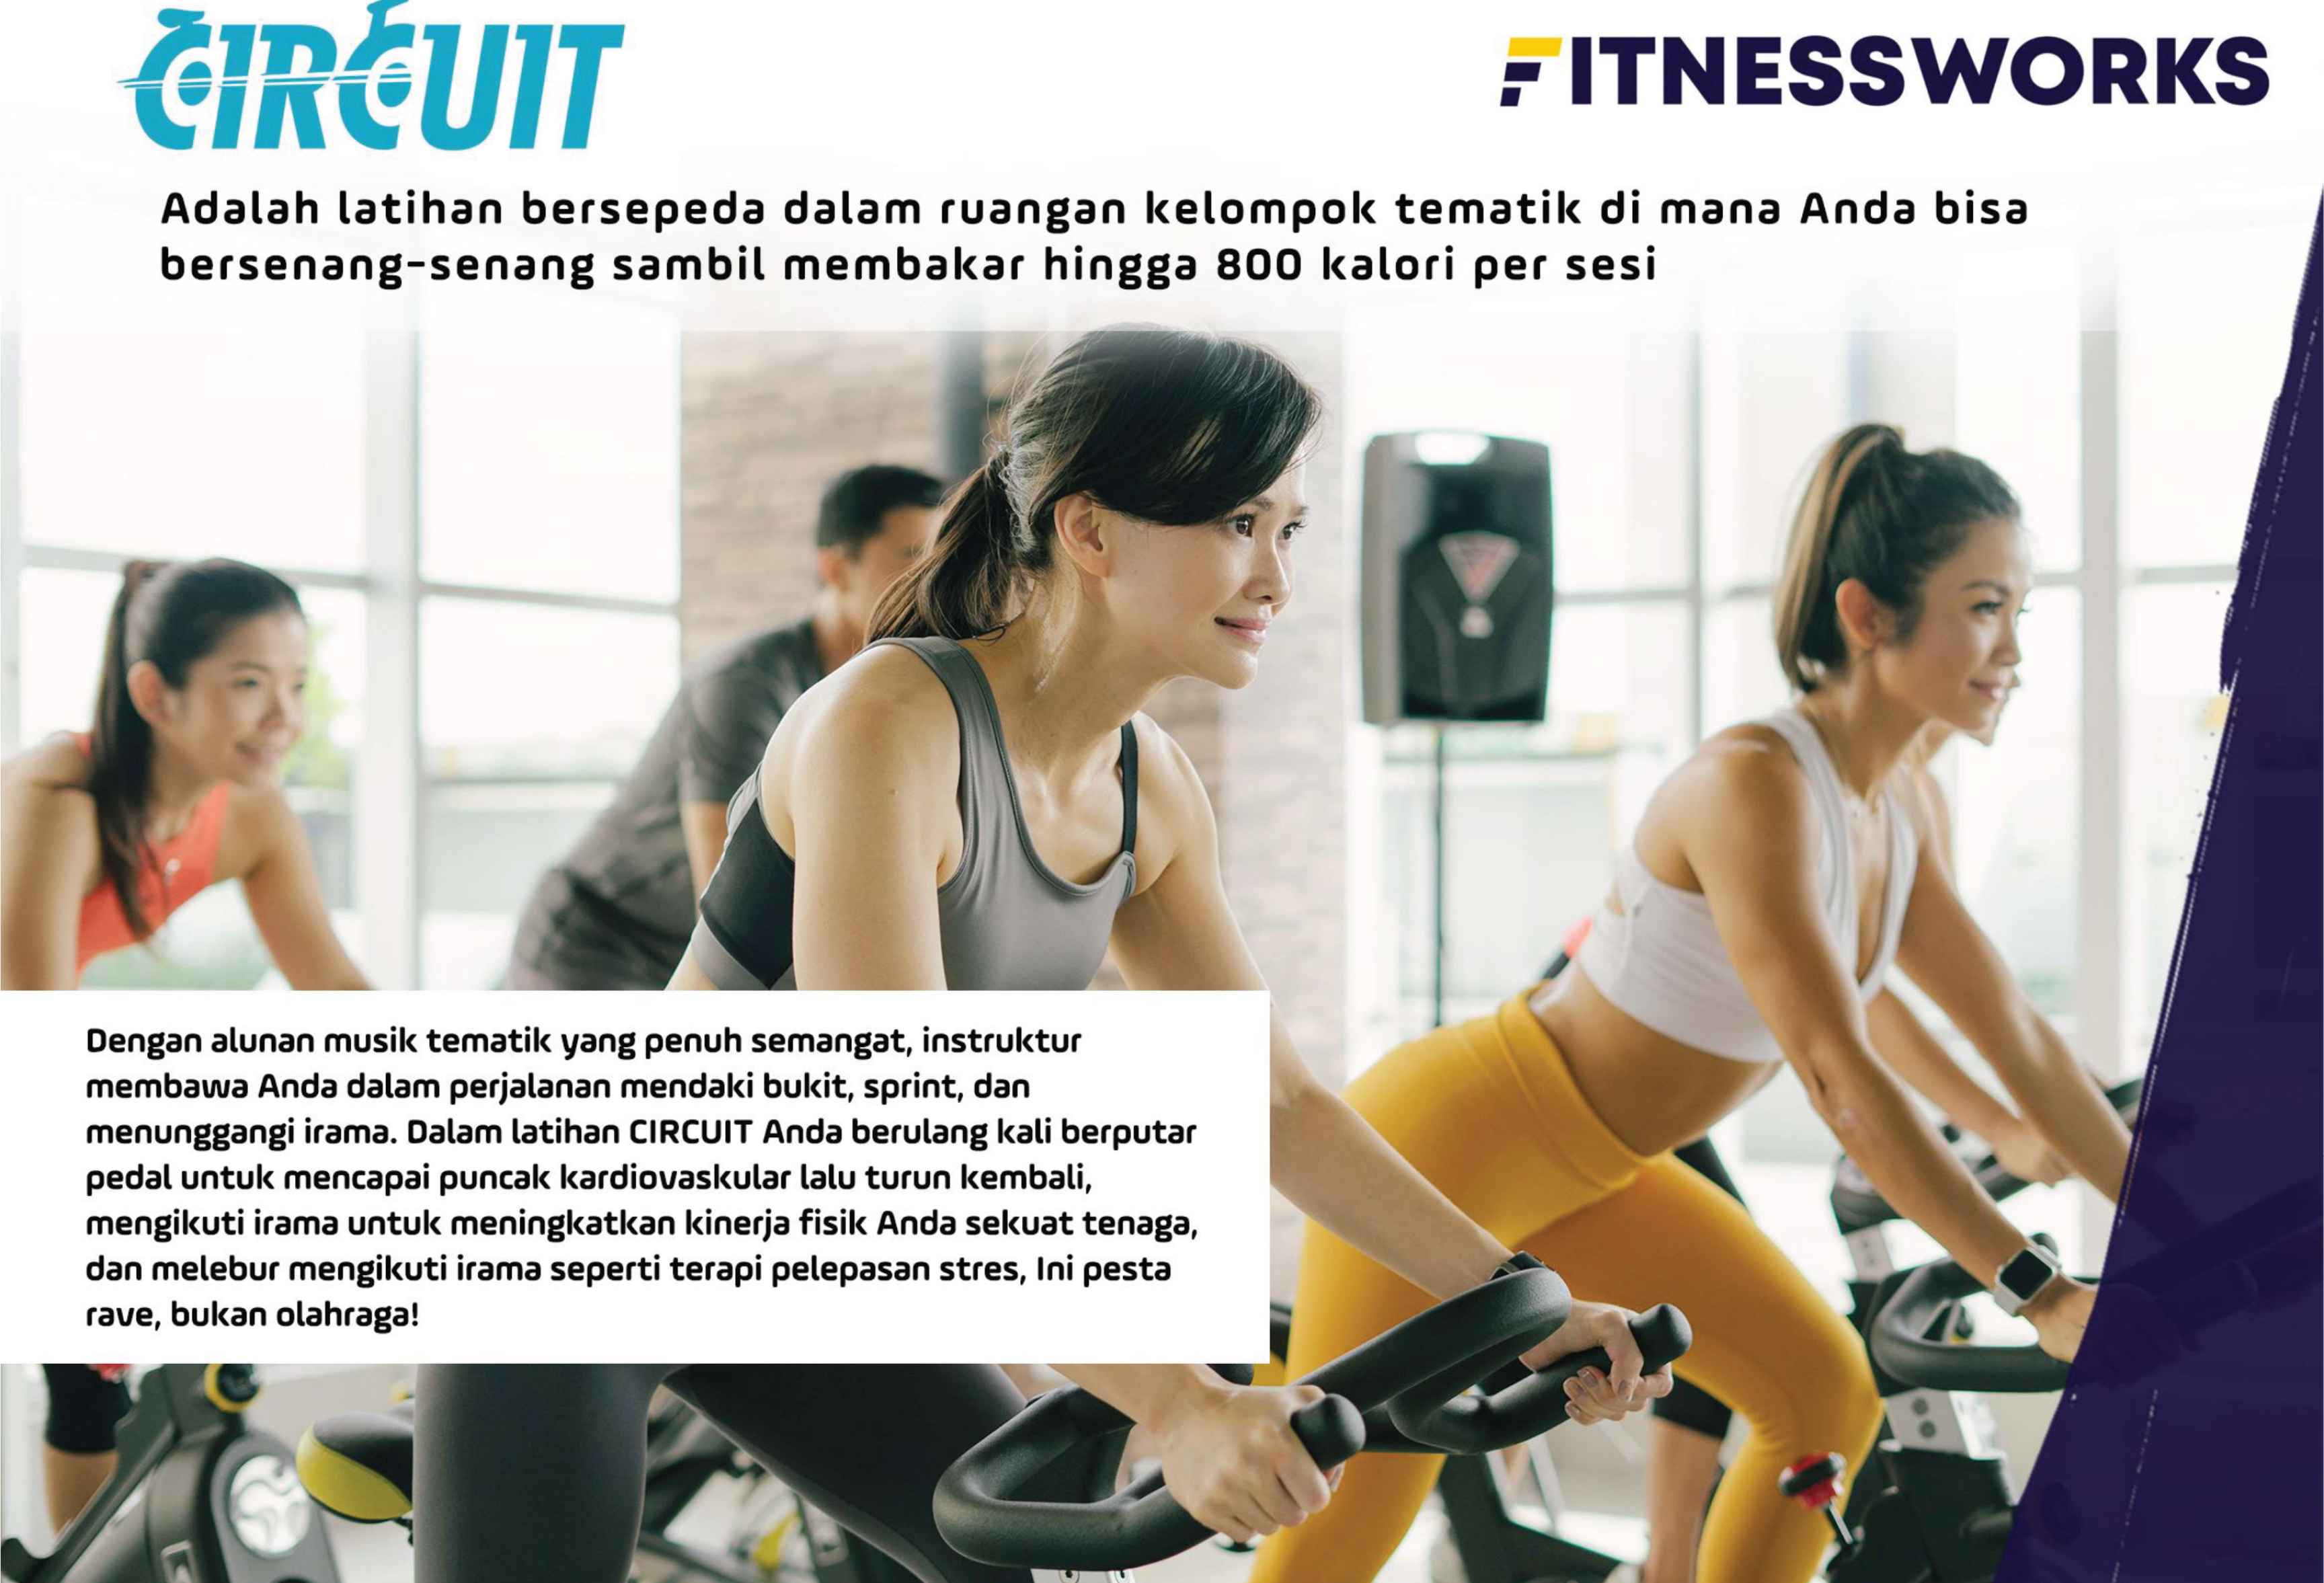 CIRCUIT
FITNESSWORKS
Adalah latihan bersepeda dalam ruangan kelompok tematik di mana Anda bisa
bersenang-senang sambil membakar hingga 800 kalori per sesi
Dengan alunan musik tematik yang penuh semangat, instruktur
membawa Anda dalam perjalanan mendaki bukit, sprint, dan
menunggangi irama. Dalam latihan CIRCUIT Anda berulang kali berputar
pedal untuk mencapai puncak kardiovaskular lalu turun kembali,
mengikuti irama untuk meningkatkan kinerja fisik Anda sekuat tenaga,
dan melebur mengikuti irama seperti terapi pelepasan stres, Ini pesta
rave, bukan olahraga!